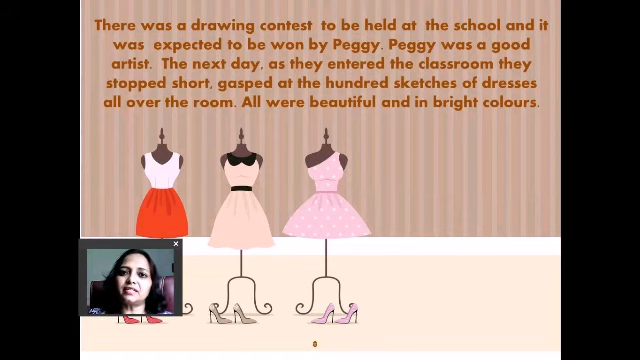 There was a drawing contest to be held at the school and it
was expected to be won by Peggy. Peggy was a good
artist. The next day, as they entered the classroom they
stopped short, gasped at the hundred sketches of dresses
all over the room. All were beautiful and in bright colours.
8